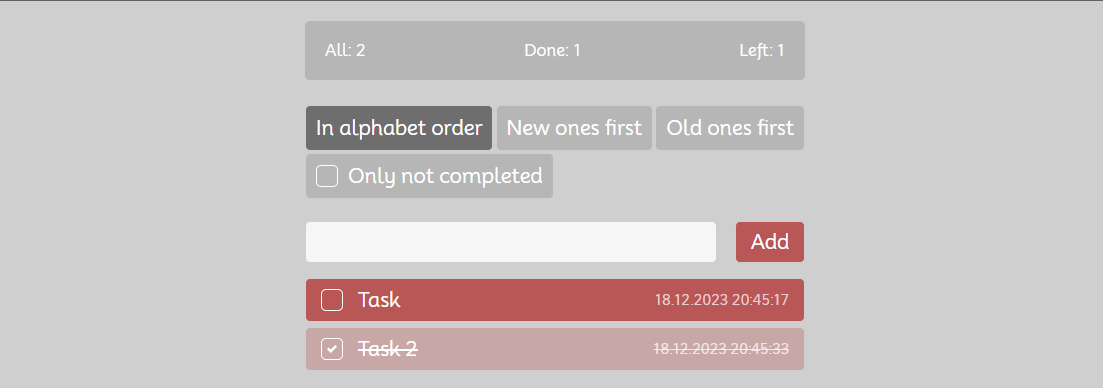 All: 2 Done: 1 Left: 1
In alphabet order New ones first Old ones first
Only not completed
Add
Task 18.12.2023 20:45:17
Task 2 18.12.2023 20:45:33